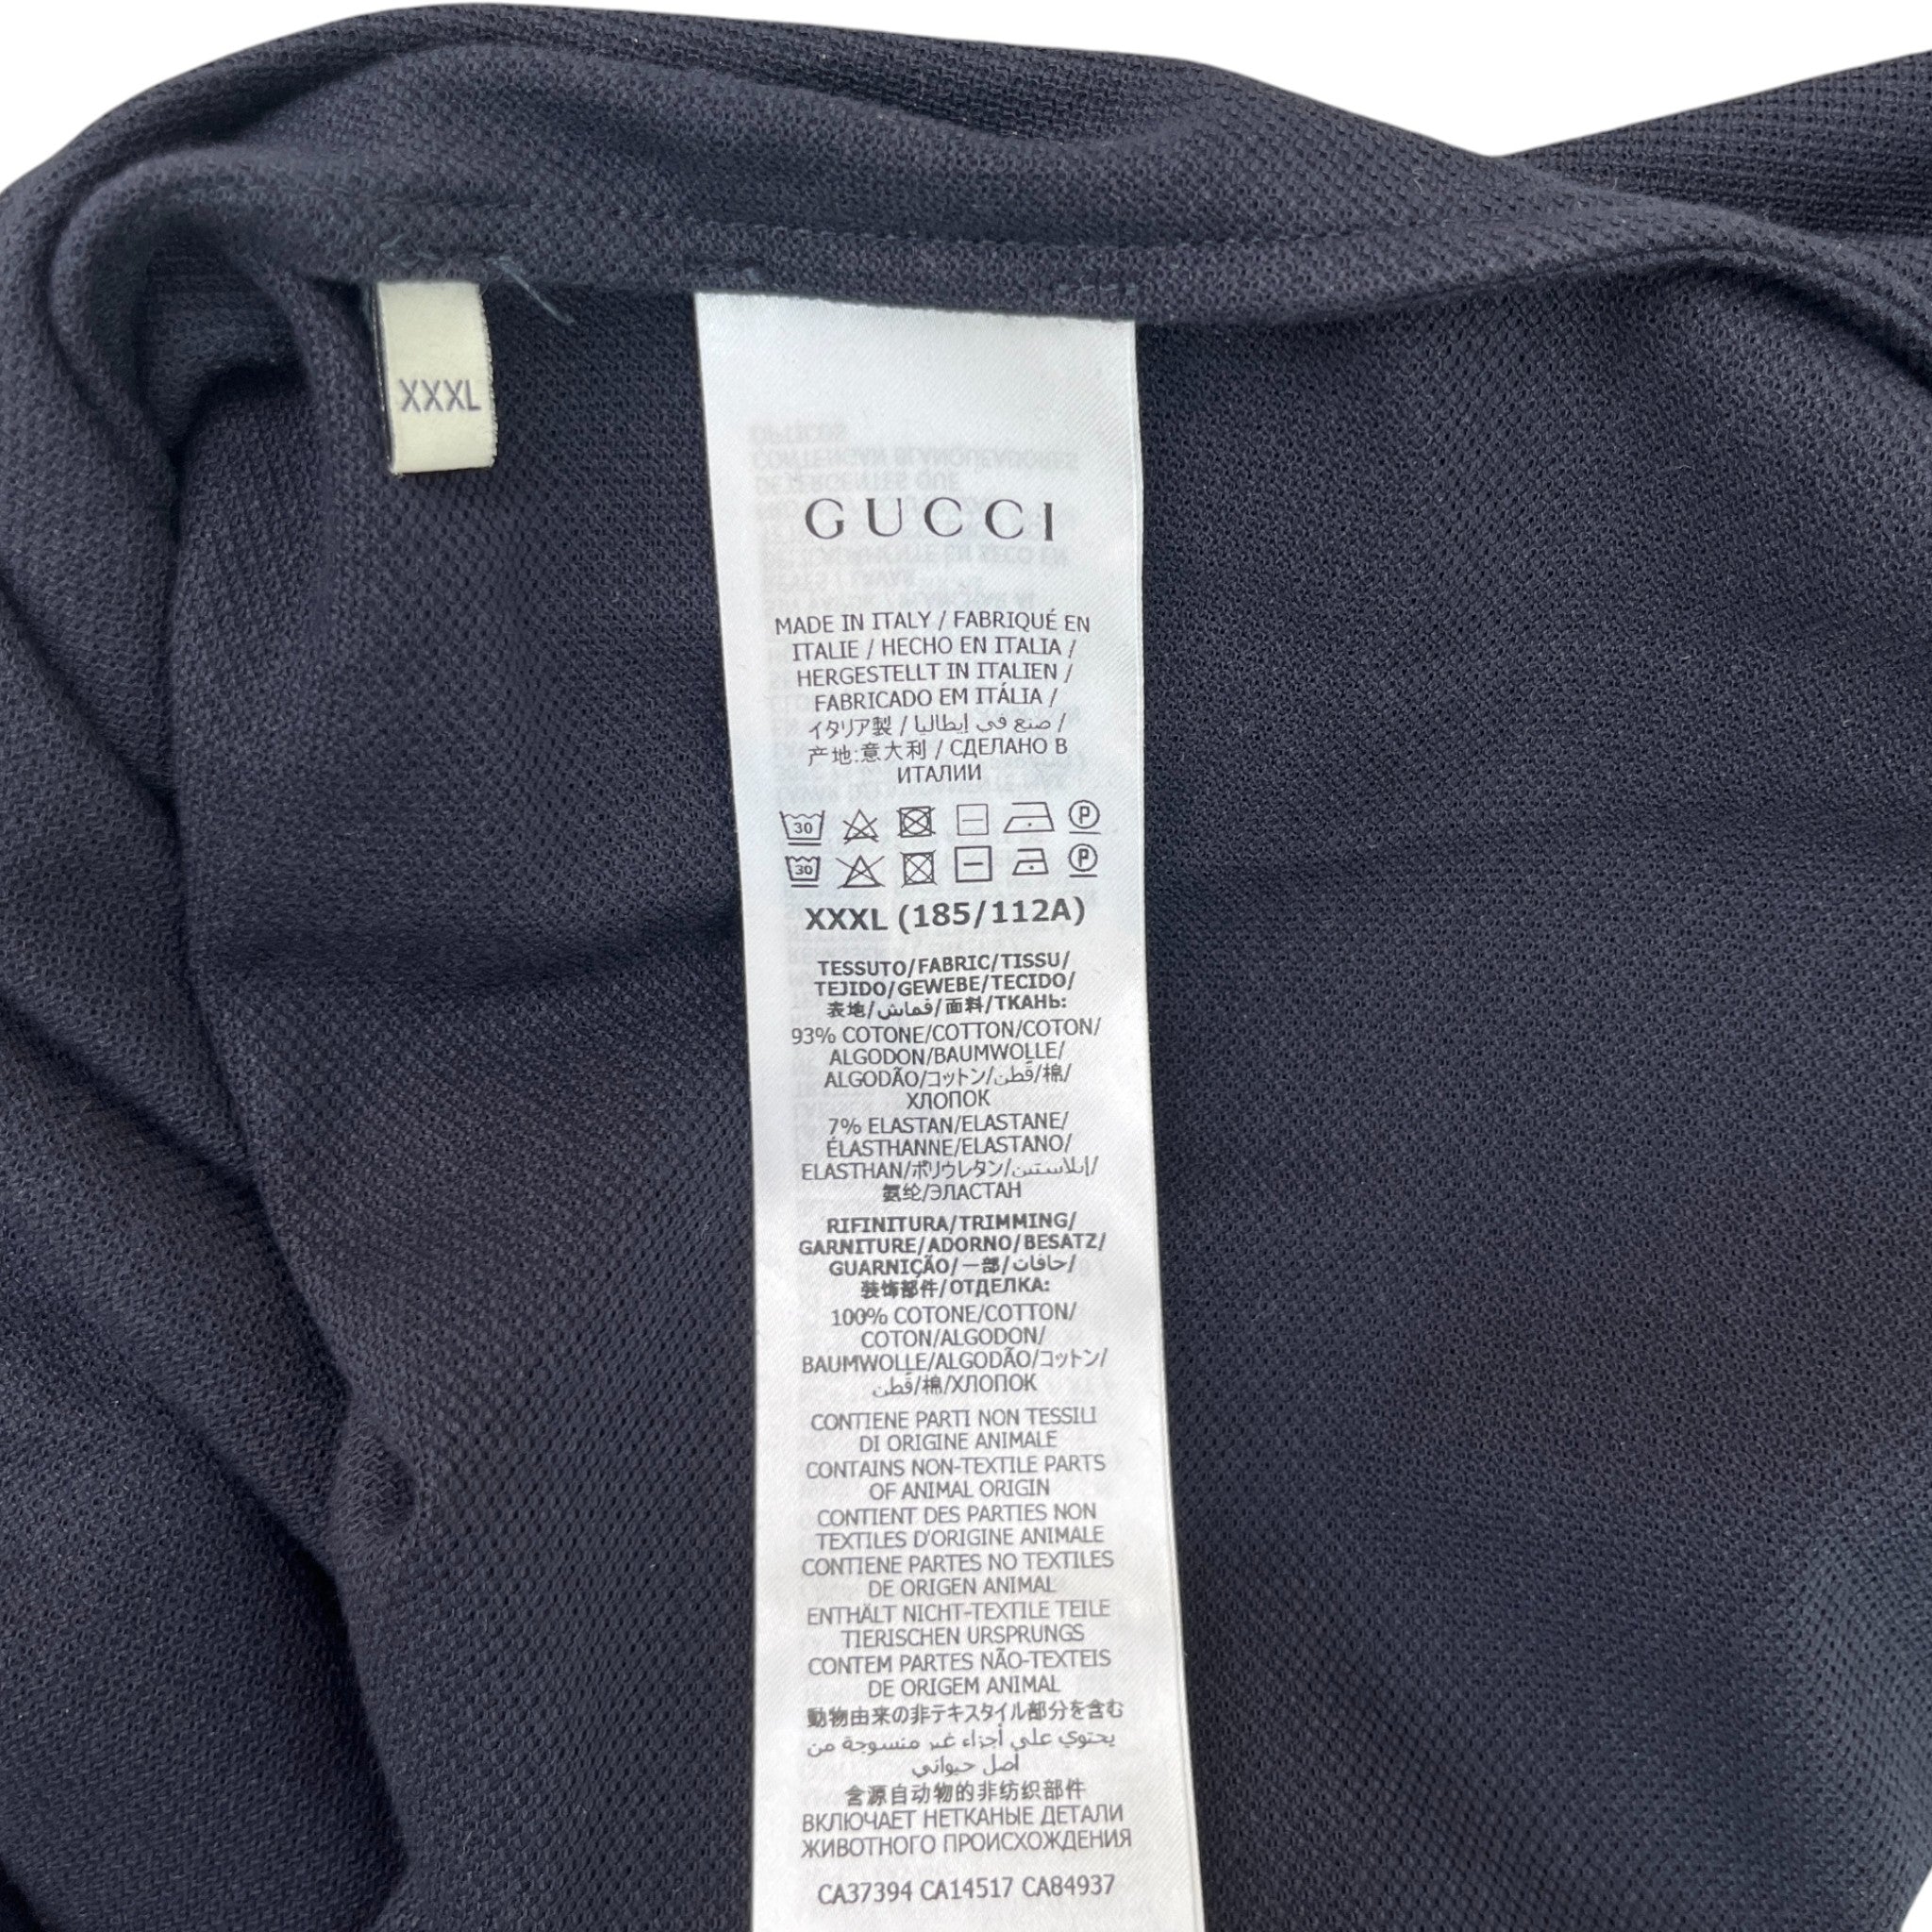 XXXL
GUCCI
MADE IN ITALY / FABRIQUÉ EN
ITALIE / HECHO EN ITALIA /
HERGESTELLT IN ITALIEN /
FABRICADO EM ITÁLIA /
イタリア製 / صنع في إيطاليا /
产地:意大利 / СДЕЛАНО В
ИТАЛИИ
30 P
30 P
XXXL (185/112A)
TESSUTO/FABRIC/TISSU/
TEJIDO/GEWEBE/TECIDO/
表地/قماش/面料/ТКАНЬ:
93% COTONE/COTTON/COTON/
ALGODON/BAUMWOLLE/
ALGODÃO/コットン/قطن/棉/
ХЛОПОК
7% ELASTAN/ELASTANE/
ÉLASTHANNE/ELASTANO/
ELASTHAN/ポリウレタン/إيلاستين/
氨纶/ЭЛАСТАН
RIFINITURA/TRIMMING/
GARNITURE/ADORNO/BESATZ/
GUARNIÇÃO/一部/حافات/
装饰部件/ОТДЕЛКА:
100% COTONE/COTTON/
COTON/ALGODON/
BAUMWOLLE/ALGODÃO/コットン/
قطن/棉/ХЛОПОК
CONTIENE PARTI NON TESSILI
DI ORIGINE ANIMALE
CONTAINS NON-TEXTILE PARTS
OF ANIMAL ORIGIN
CONTIENT DES PARTIES NON
TEXTILES D'ORIGINE ANIMALE
CONTIENE PARTES NO TEXTILES
DE ORIGEN ANIMAL
ENTHÄLT NICHT-TEXTILE TEILE
TIERISCHEN URSPRUNGS
CONTEM PARTES NÃO-TEXTEIS
DE ORIGEM ANIMAL
動物由来の非テキスタイル部分を含む
يحتوي على أجزاء غير منسوجة من
أصل حيواني
含源自动物的非纺织部件
ВКЛЮЧАЕТ НЕТКАНЫЕ ДЕТАЛИ
ЖИВОТНОГО ПРОИСХОЖДЕНИЯ
CA37394 CA14517 CA84937